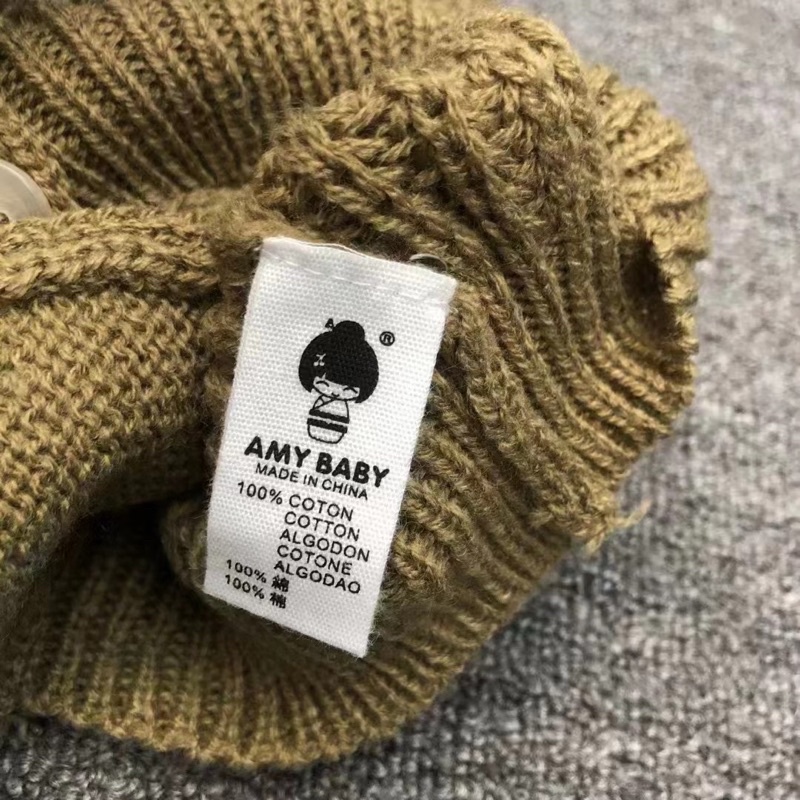 ®
AMY BABY
MADE IN CHINA
100% COTON
COTTON
ALGODON
COTONE
ALGODAO
100% 綿
100% 棉